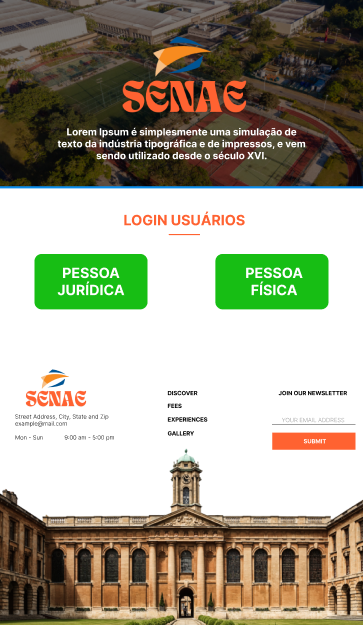 SENAC
Lorem Ipsum é simplesmente uma simulação de
texto da indústria tipográfica e de impressos, e vem
sendo utilizado desde o século XVI.
LOGIN USUÁRIOS
PESSOA
JURÍDICA
PESSOA
FÍSICA
SENAC
Street Address, City, State and Zip
example@mail.com
Mon - Sun 9:00 am - 5:00 pm
DISCOVER
FEES
EXPERIENCES
GALLERY
JOIN OUR NEWSLETTER
YOUR EMAIL ADDRESS
SUBMIT